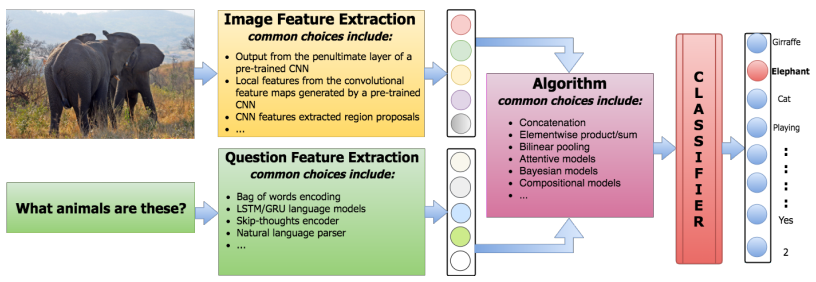 Image Feature Extraction
common choices include:
• Output from the penultimate layer of
a pre-trained CNN
• Local features from the convolutional
feature maps generated by a pre-trained
CNN
• CNN features extracted region proposals
• ...
What animals are these?
Question Feature Extraction
common choices include:
• Bag of words encoding
• LSTM/GRU language models
• Skip-thoughts encoder
• Natural language parser
• ...
Algorithm
common choices include:
• Concatenation
• Elementwise product/sum
• Bilinear pooling
• Attentive models
• Bayesian models
• Compositional models
• ...
CLASSIFIER
Girraffe
Elephant
Cat
Playing
Yes
2